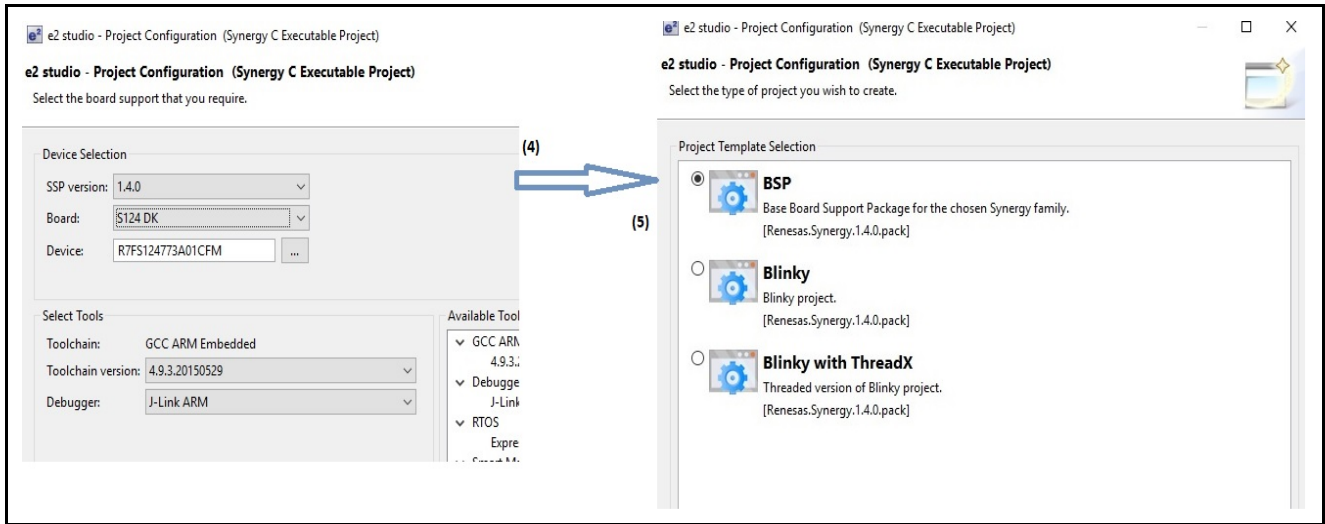 e2 studio - Project Configuration (Synergy C Executable Project)
e2 studio - Project Configuration (Synergy C Executable Project)
Select the board support that you require.
Device Selection
SSP version: 1.4.0
Board: S124 DK
Device: R7FS124773A01CFM ...
Select Tools
Toolchain: GCC ARM Embedded
Toolchain version: 4.9.3.20150529
Debugger: J-Link ARM
Available Tool
GCC ARM
4.9.3.
Debugge
J-Link
RTOS
Expre
(4)
(5)
e2 studio - Project Configuration (Synergy C Executable Project)
e2 studio - Project Configuration (Synergy C Executable Project)
Select the type of project you wish to create.
Project Template Selection
BSP
Base Board Support Package for the chosen Synergy family.
[Renesas.Synergy.1.4.0.pack]
Blinky
Blinky project.
[Renesas.Synergy.1.4.0.pack]
Blinky with ThreadX
Threaded version of Blinky project.
[Renesas.Synergy.1.4.0.pack]